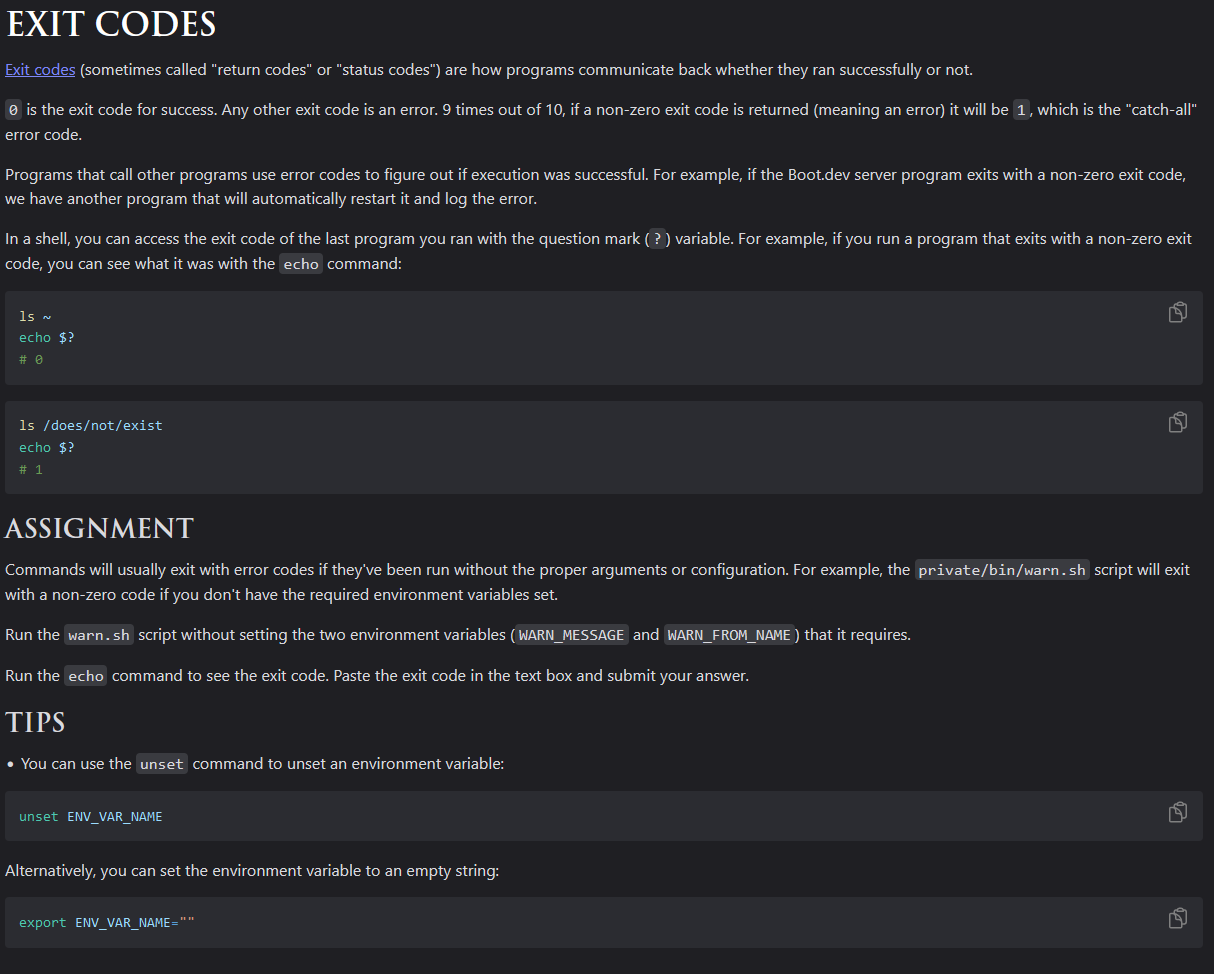 EXIT CODES
Exit codes (sometimes called "return codes" or "status codes") are how programs communicate back whether they ran successfully or not.
0 is the exit code for success. Any other exit code is an error. 9 times out of 10, if a non-zero exit code is returned (meaning an error) it will be 1, which is the "catch-all"
error code.
Programs that call other programs use error codes to figure out if execution was successful. For example, if the Boot.dev server program exits with a non-zero exit code,
we have another program that will automatically restart it and log the error.
In a shell, you can access the exit code of the last program you ran with the question mark (?) variable. For example, if you run a program that exits with a non-zero exit
code, you can see what it was with the echo command:
ls ~
echo $?
# 0
ls /does/not/exist
echo $?
# 1
ASSIGNMENT
Commands will usually exit with error codes if they've been run without the proper arguments or configuration. For example, the private/bin/warn.sh script will exit
with a non-zero code if you don't have the required environment variables set.
Run the warn.sh script without setting the two environment variables (WARN_MESSAGE and WARN_FROM_NAME) that it requires.
Run the echo command to see the exit code. Paste the exit code in the text box and submit your answer.
TIPS
• You can use the unset command to unset an environment variable:
unset ENV_VAR_NAME
Alternatively, you can set the environment variable to an empty string:
export ENV_VAR_NAME=""